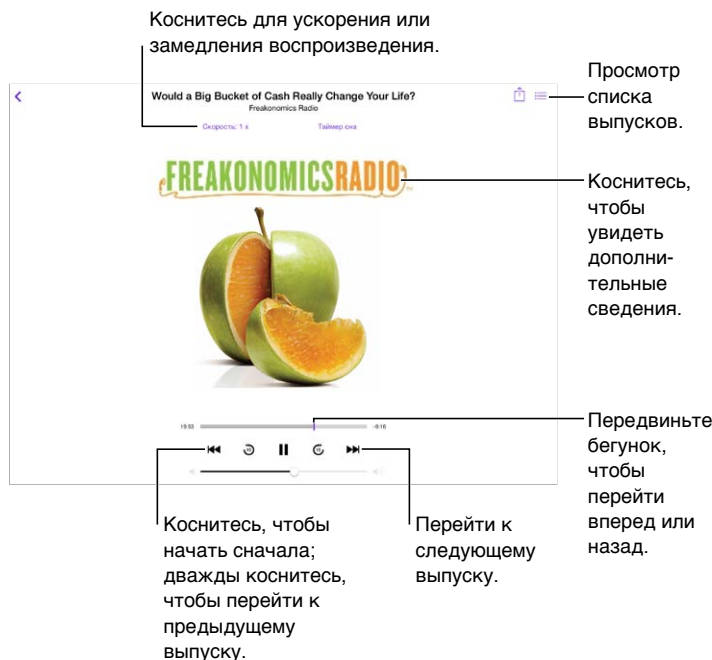 Коснитесь для ускорения или
замедления воспроизведения.
Would a Big Bucket of Cash Really Change Your Life?
Freakonomics Radio
Скорость: 1 x
Таймер сна
Просмотр
списка
выпусков.
FREAKONOMICSRADIO
Коснитесь,
чтобы
увидеть
дополни-
тельные
сведения.
19:53
-9:16
15
15
Передвиньте
бегунок,
чтобы
перейти
вперед или
назад.
Коснитесь, чтобы
начать сначала;
дважды коснитесь,
чтобы перейти к
предыдущему
выпуску.
Перейти к
следующему
выпуску.